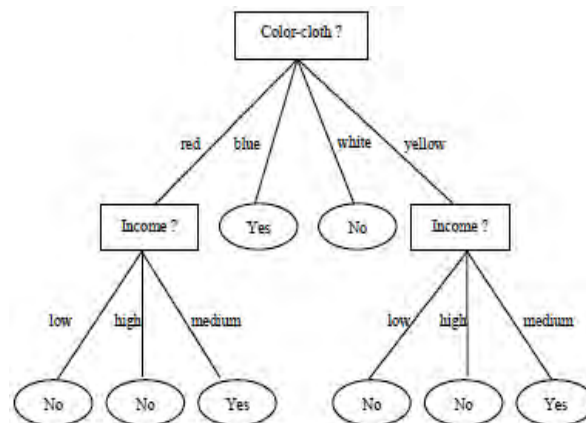 Color-cloth ?
red blue white yellow
Income ? Yes No Income ?
low high medium low high medium
No No Yes No No Yes